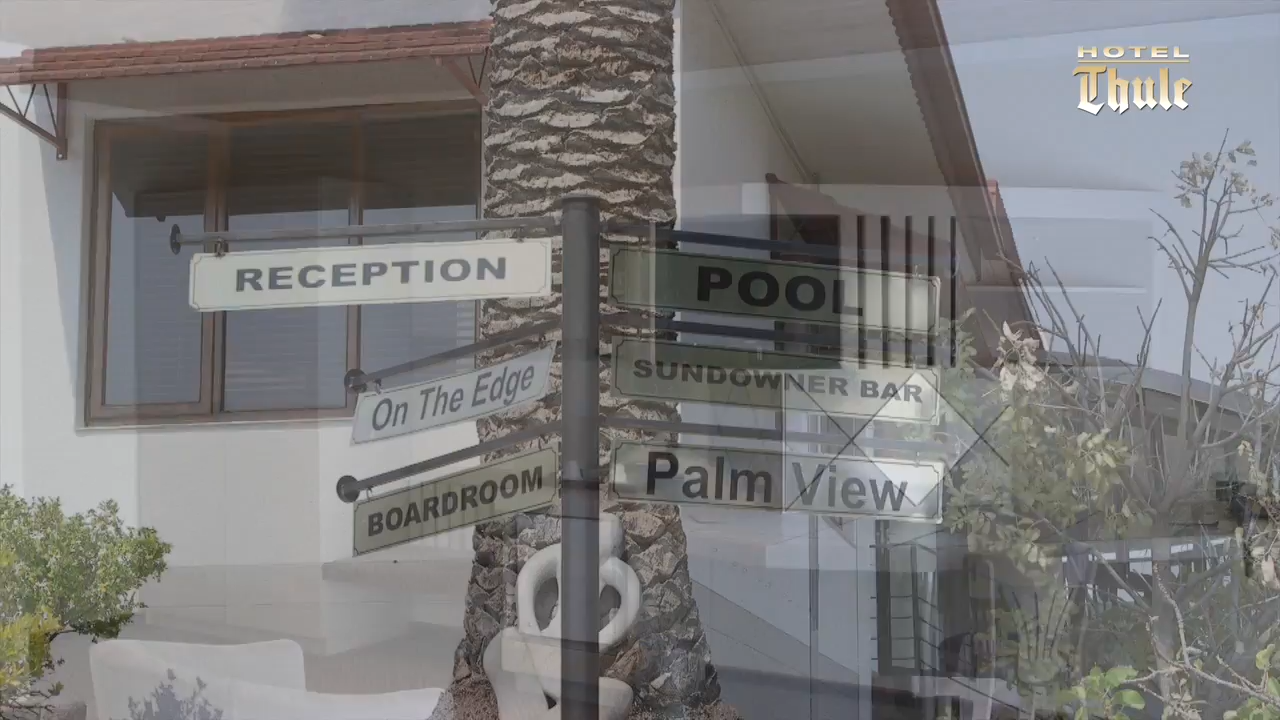 HOTEL
Thule
RECEPTION
POOL
On The Edge
SUNDOWNER BAR
BOARDROOM
Palm View